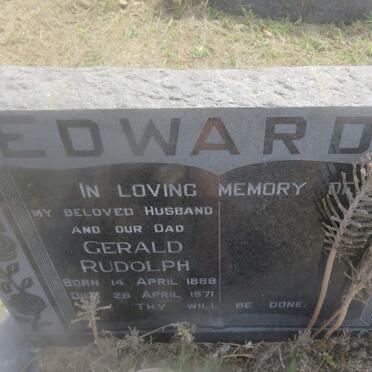 EDWARD
IN LOVING MEMORY OF
MY BELOVED HUSBAND
AND OUR DAD
GERALD
RUDOLPH
BORN 14 APRIL 1888
DIED 28 APRIL 1971
THY WILL BE DONE.